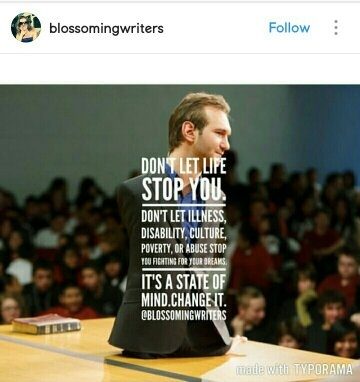 blossomingwriters
Follow
DON'T LET LIFE
STOP YOU.
DON'T LET ILLNESS,
DISABILITY, CULTURE,
POVERTY, OR ABUSE STOP
YOU FIGHTING FOR YOUR DREAMS.
IT'S A STATE OF
MIND.CHANGE IT.
@BLOSSOMINGWRITERS
made with TYPORAMA